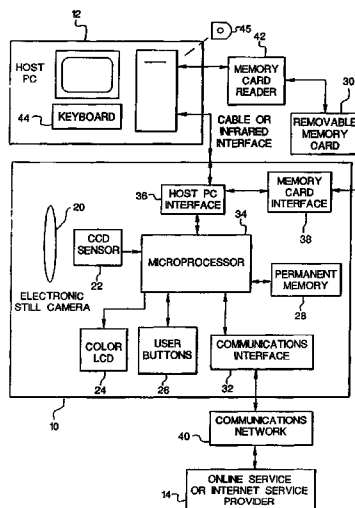 12
45
42
HOST
PC
MEMORY
CARD
READER
30
44
KEYBOARD
CABLE OR
INFRARED
INTERFACE
REMOVABLE
MEMORY
CARD
20
36
HOST PC
INTERFACE
MEMORY
CARD
INTERFACE
34
38
CCD
SENSOR
22
MICROPROCESSOR
PERMANENT
MEMORY
28
ELECTRONIC
STILL CAMERA
COLOR
LCD
24
USER
BUTTONS
26
COMMUNICATIONS
INTERFACE
32
10
40
COMMUNICATIONS
NETWORK
14
ONLINE SERVICE
OR INTERNET SERVICE
PROVIDER